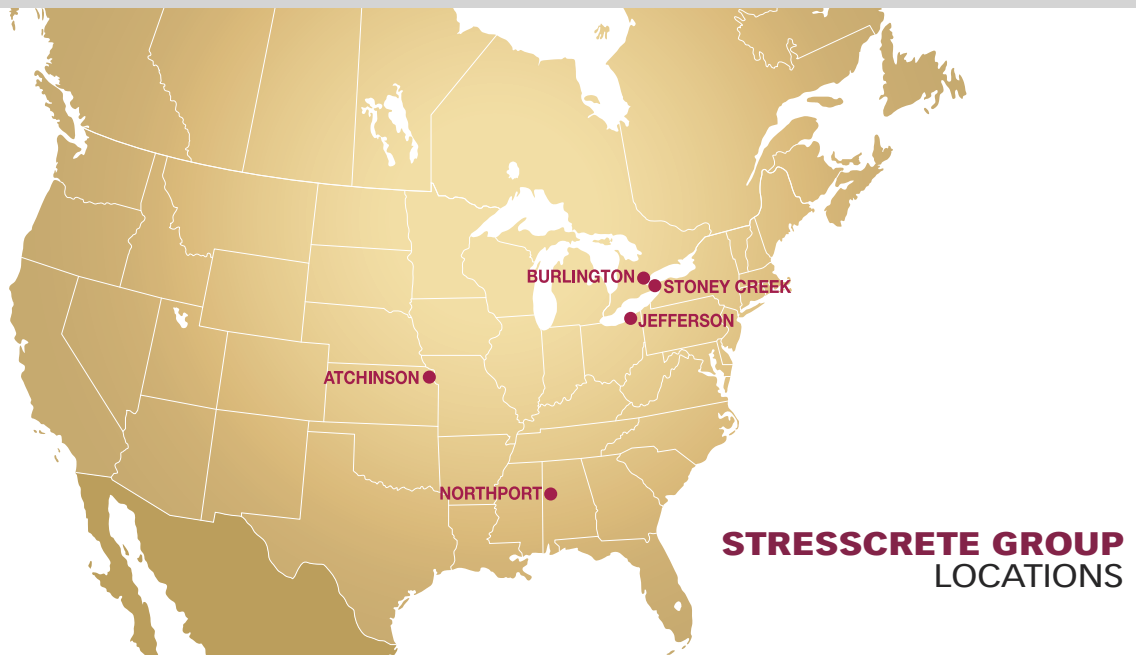 BURLINGTON
STONEY CREEK
JEFFERSON
ATCHINSON
NORTHPORT
STRESSCRETE GROUP
LOCATIONS